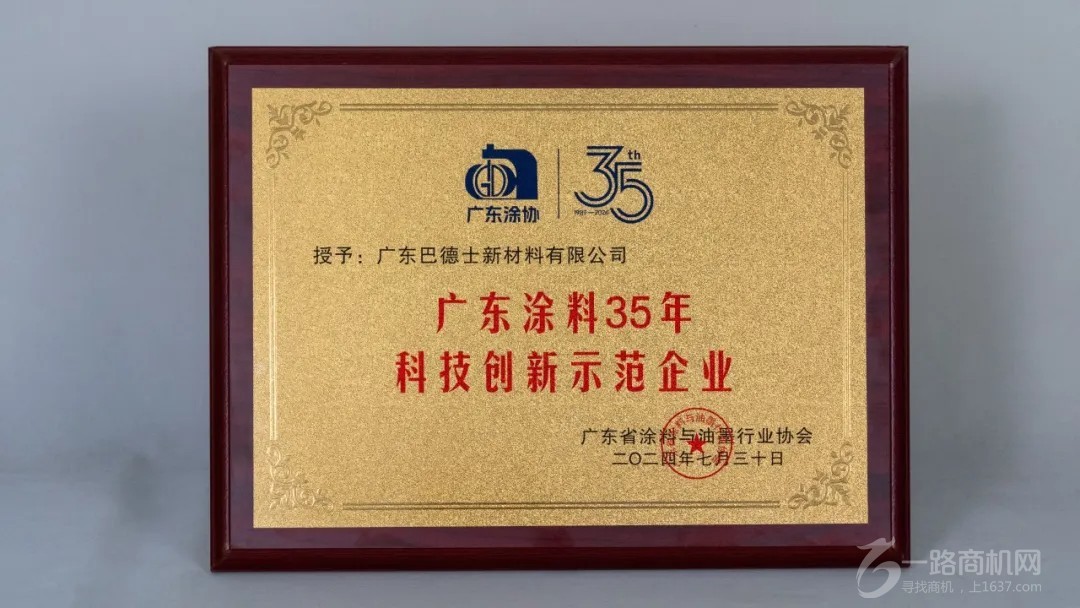 广东涂协
35th
授予：广东巴德士新材料有限公司
广东涂料35年
科技创新示范企业
广东省涂料与油墨行业协会
二〇二四年七月三十日
一路商机网
寻找商机，上1637.com